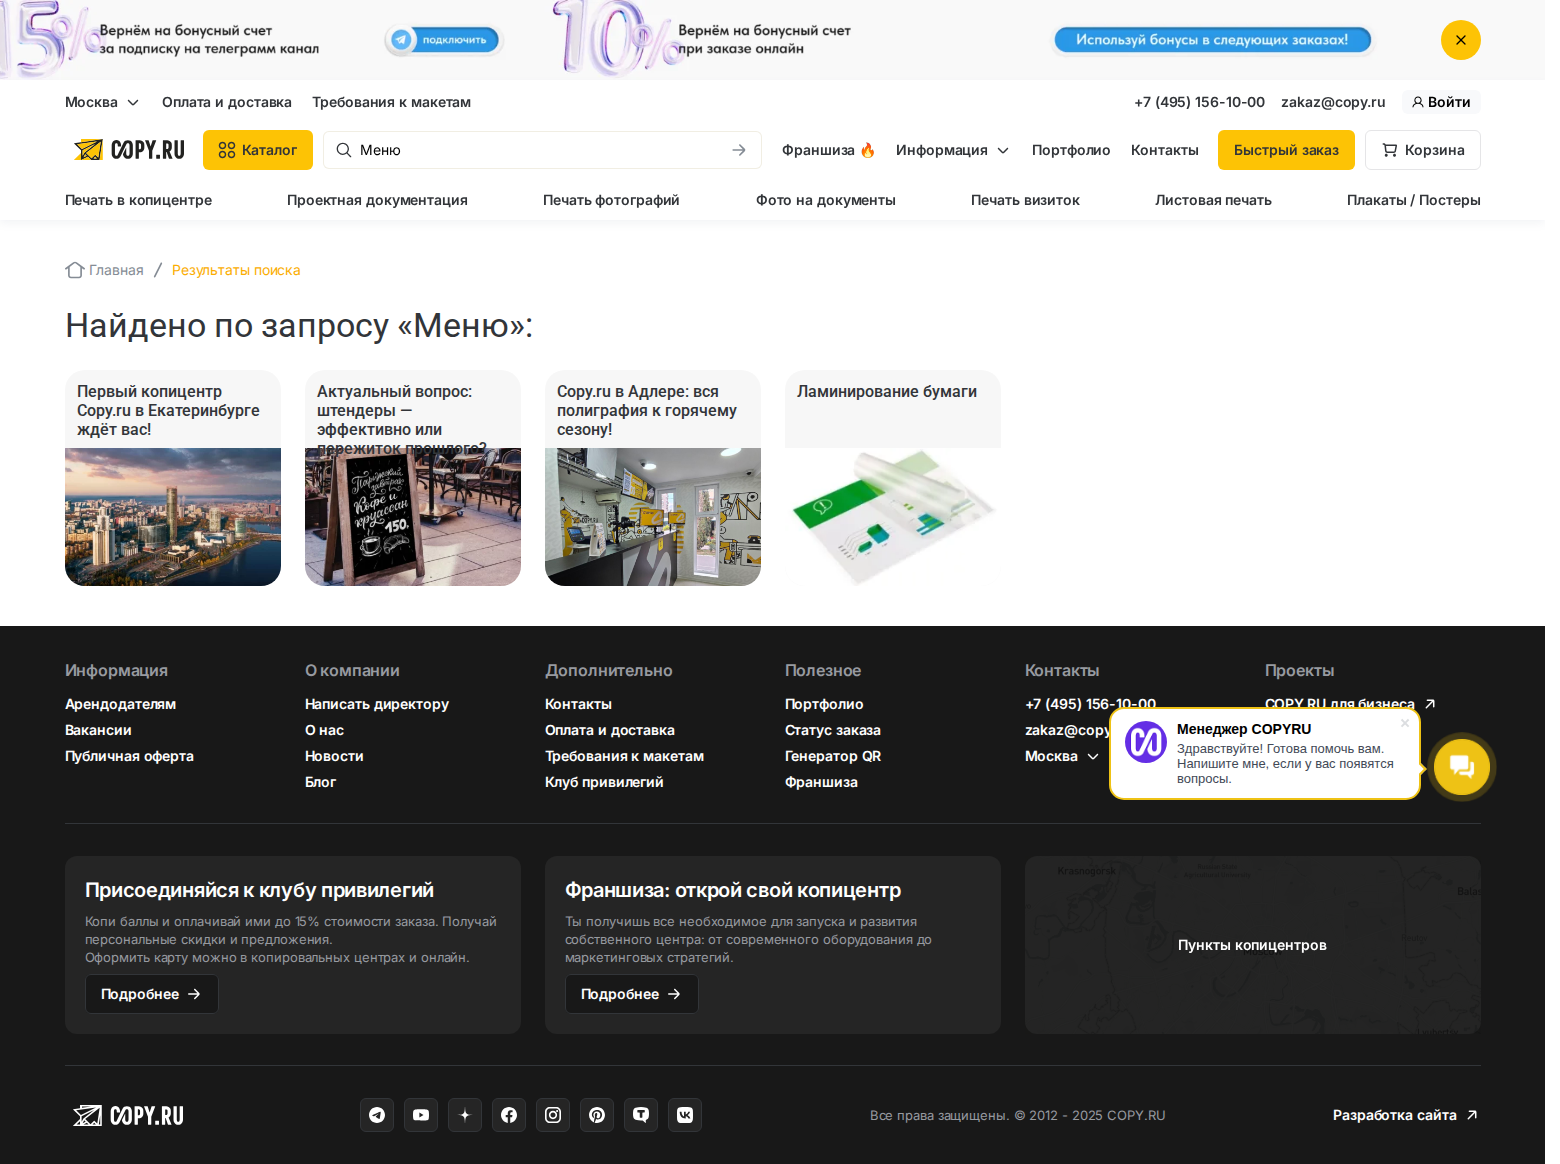 15%
Вернём на бонусный счет
за подписку на телеграмм канал
подключить
10%
Вернём на бонусный счет
при заказе онлайн
Используй бонусы в следующих заказах!
Москва
Оплата и доставка
Требования к макетам
+7 (495) 156-10-00
zakaz@copy.ru
Войти
COPY.RU
Каталог
Меню
Франшиза 🔥
Информация
Портфолио
Контакты
Быстрый заказ
Корзина
Печать в копицентре
Проектная документация
Печать фотографий
Фото на документы
Печать визиток
Листовая печать
Плакаты / Постеры
Главная / Результаты поиска
Найдено по запросу «Меню»:
Первый копицентр
Copy.ru в Екатеринбурге
ждёт вас!
Актуальный вопрос:
штендеры —
эффективно или
пережиток прошлого?
Парижский
завтрак
Кофе и
круассан
150,
Copy.ru в Адлере: вся
полиграфия к горячему
сезону!
Ламинирование бумаги
Информация
Арендодателям
Вакансии
Публичная оферта
О компании
Написать директору
О нас
Новости
Блог
Дополнительно
Контакты
Оплата и доставка
Требования к макетам
Клуб привилегий
Полезное
Портфолио
Статус заказа
Генератор QR
Франшиза
Контакты
+7 (495) 156-10-00
zakaz@copy
Москва
Проекты
COPY.RU для бизнеса
Менеджер COPYRU
Здравствуйте! Готова помочь вам.
Напишите мне, если у вас появятся
вопросы.
Присоединяйся к клубу привилегий
Копи баллы и оплачивай ими до 15% стоимости заказа. Получай
персональные скидки и предложения.
Оформить карту можно в копировальных центрах и онлайн.
Подробнее
Франшиза: открой свой копицентр
Ты получишь все необходимое для запуска и развития
собственного центра: от современного оборудования до
маркетинговых стратегий.
Подробнее
Krasnogorsk
Пункты копицентров
COPY.RU
Все права защищены. © 2012 - 2025 COPY.RU
Разработка сайта